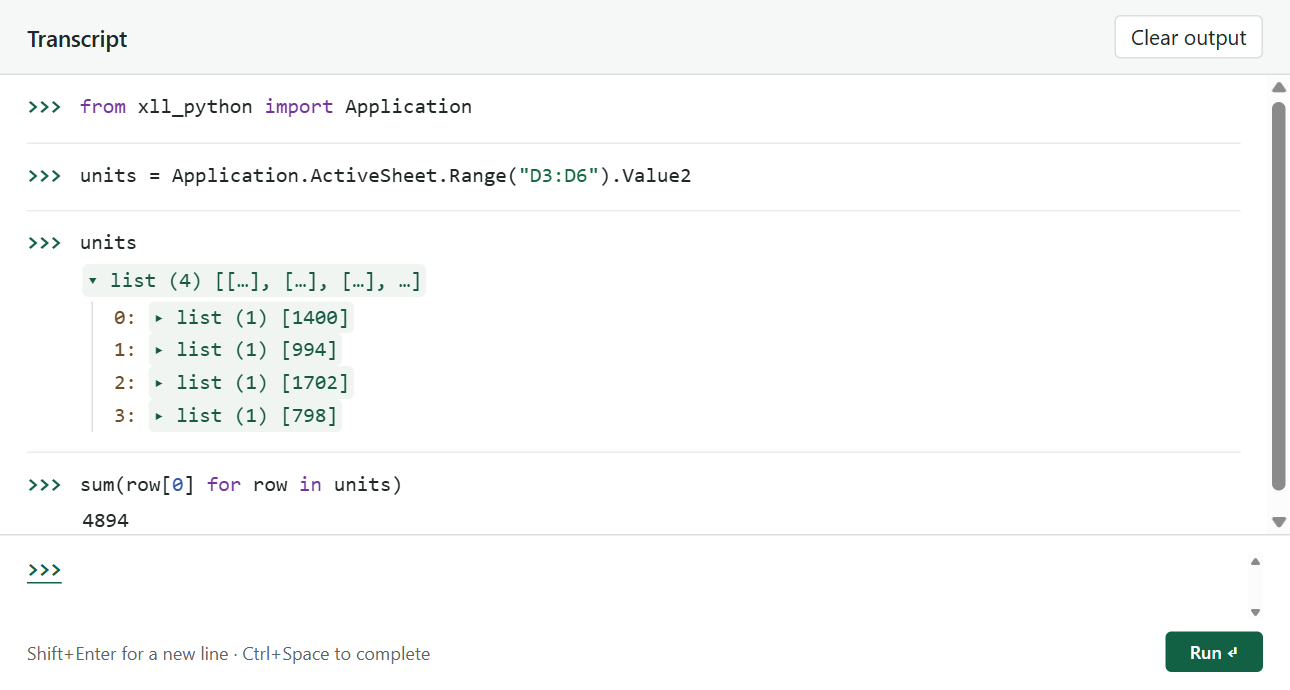 Transcript
Clear output
>>> from xll_python import Application
>>> units = Application.ActiveSheet.Range("D3:D6").Value2
>>> units
▾ list (4) [[…], […], […], …]
0: ▸ list (1) [1400]
1: ▸ list (1) [994]
2: ▸ list (1) [1702]
3: ▸ list (1) [798]
>>> sum(row[0] for row in units)
4894
>>>
Shift+Enter for a new line · Ctrl+Space to complete
Run ↵